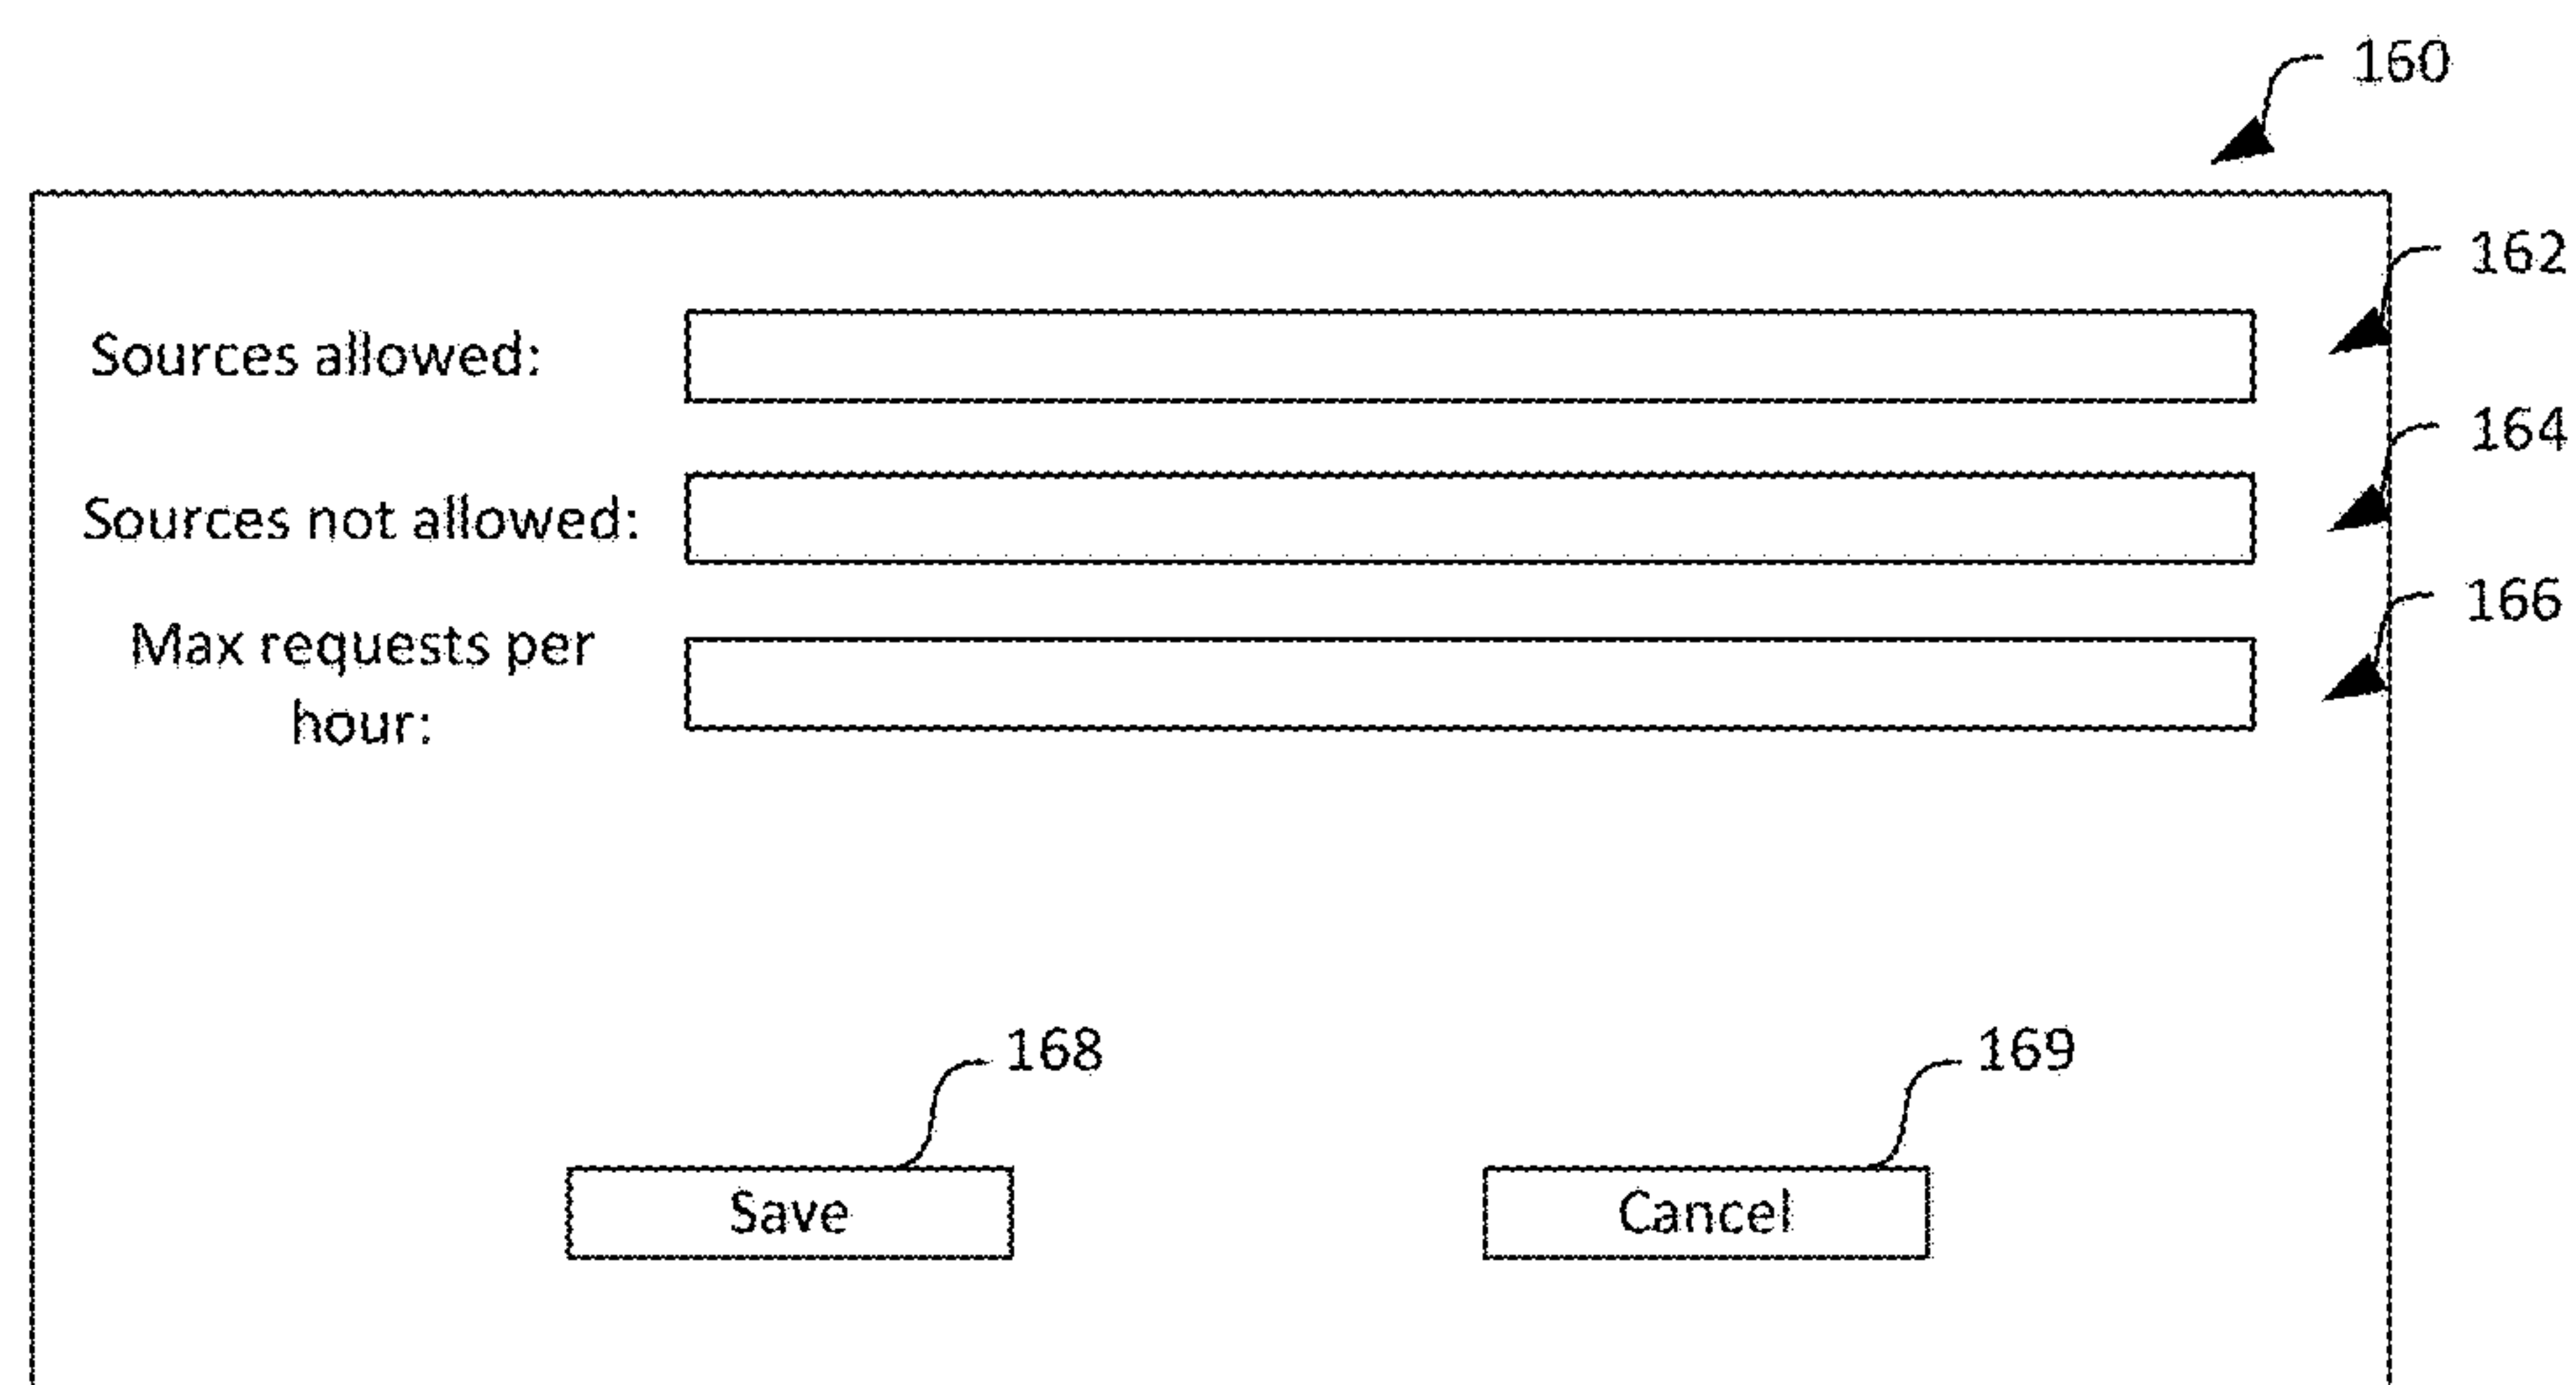 160
162
Sources allowed:
164
Sources not allowed:
166
Max requests per
hour:
168
169
Save
Cancel